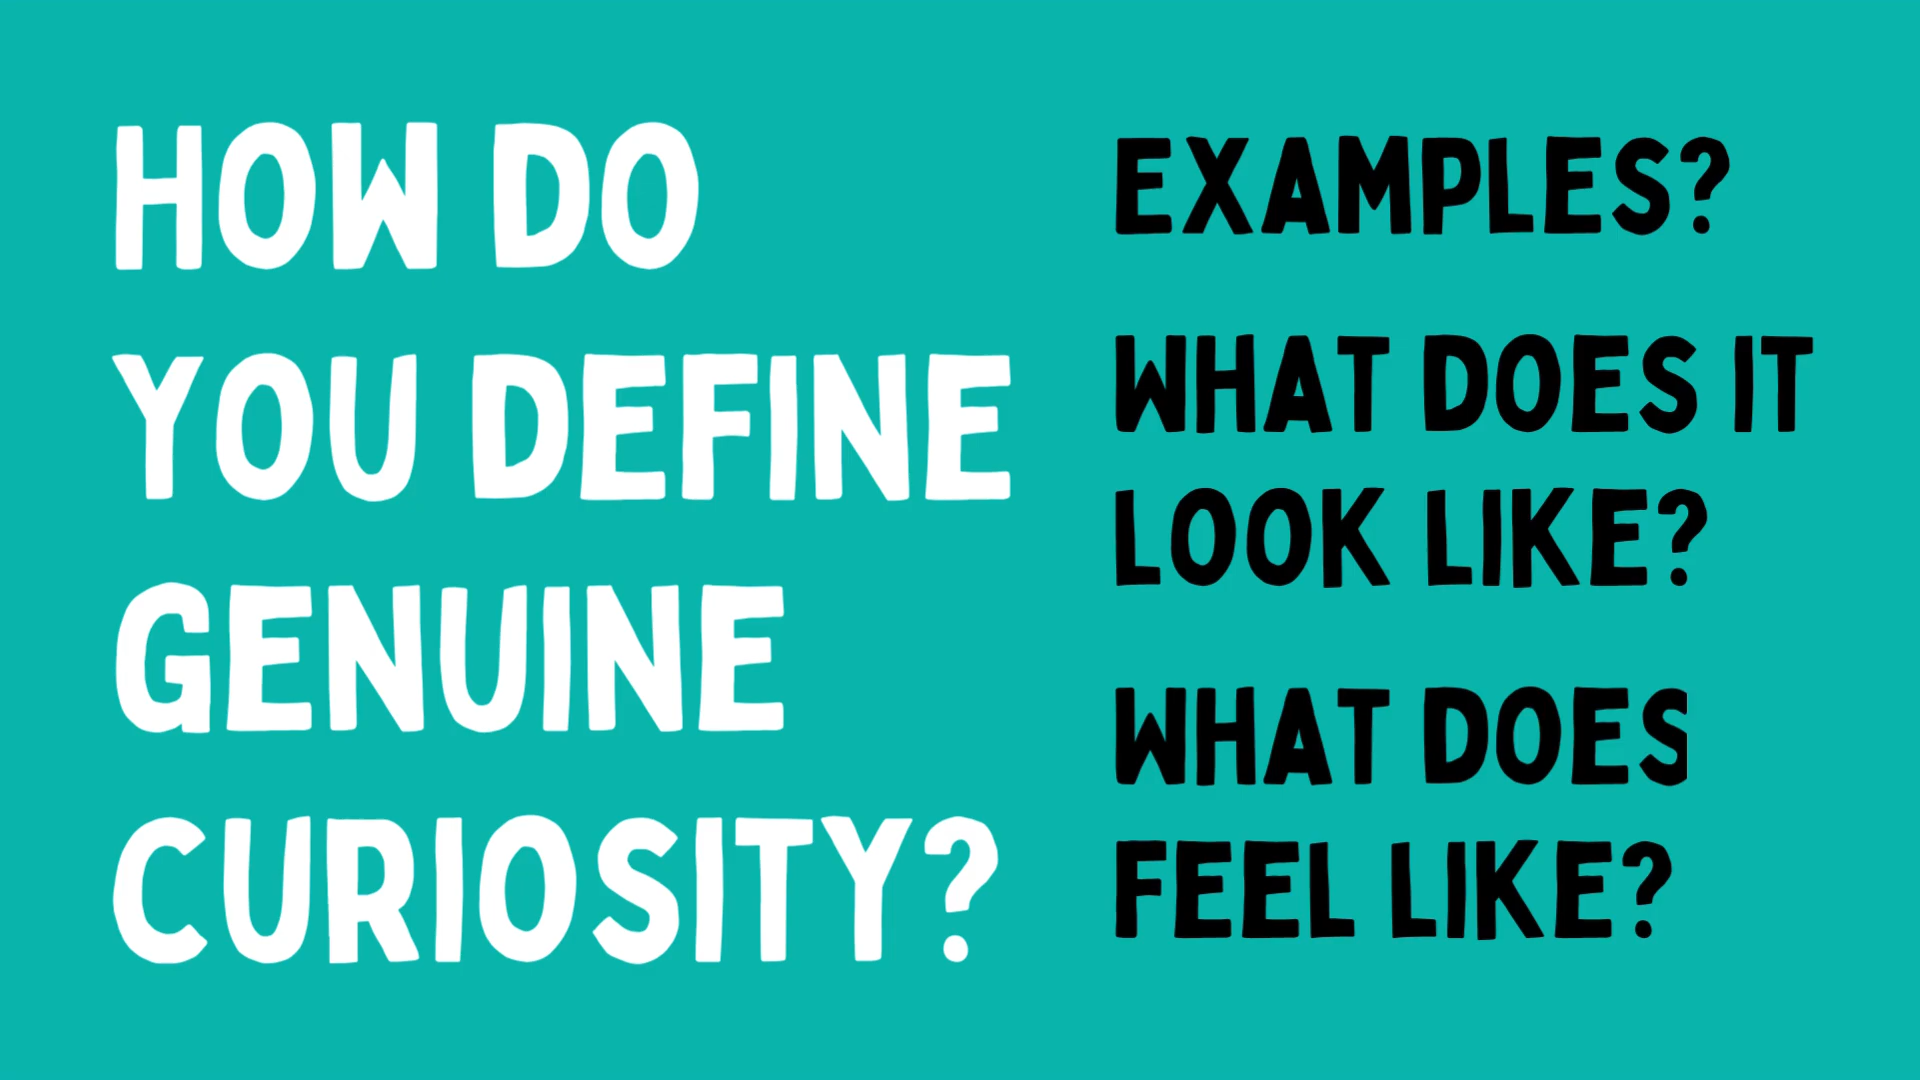 HOW DO
YOU DEFINE
GENUINE
CURIOSITY?
EXAMPLES?
WHAT DOES IT
LOOK LIKE?
WHAT DOES
FEEL LIKE?